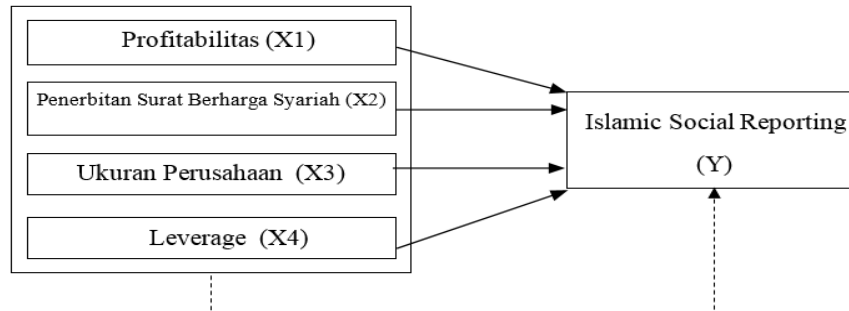 Profitabilitas (X1)
Penerbitan Surat Berharga Syariah (X2)
Ukuran Perusahaan (X3)
Leverage (X4)
Islamic Social Reporting
(Y)